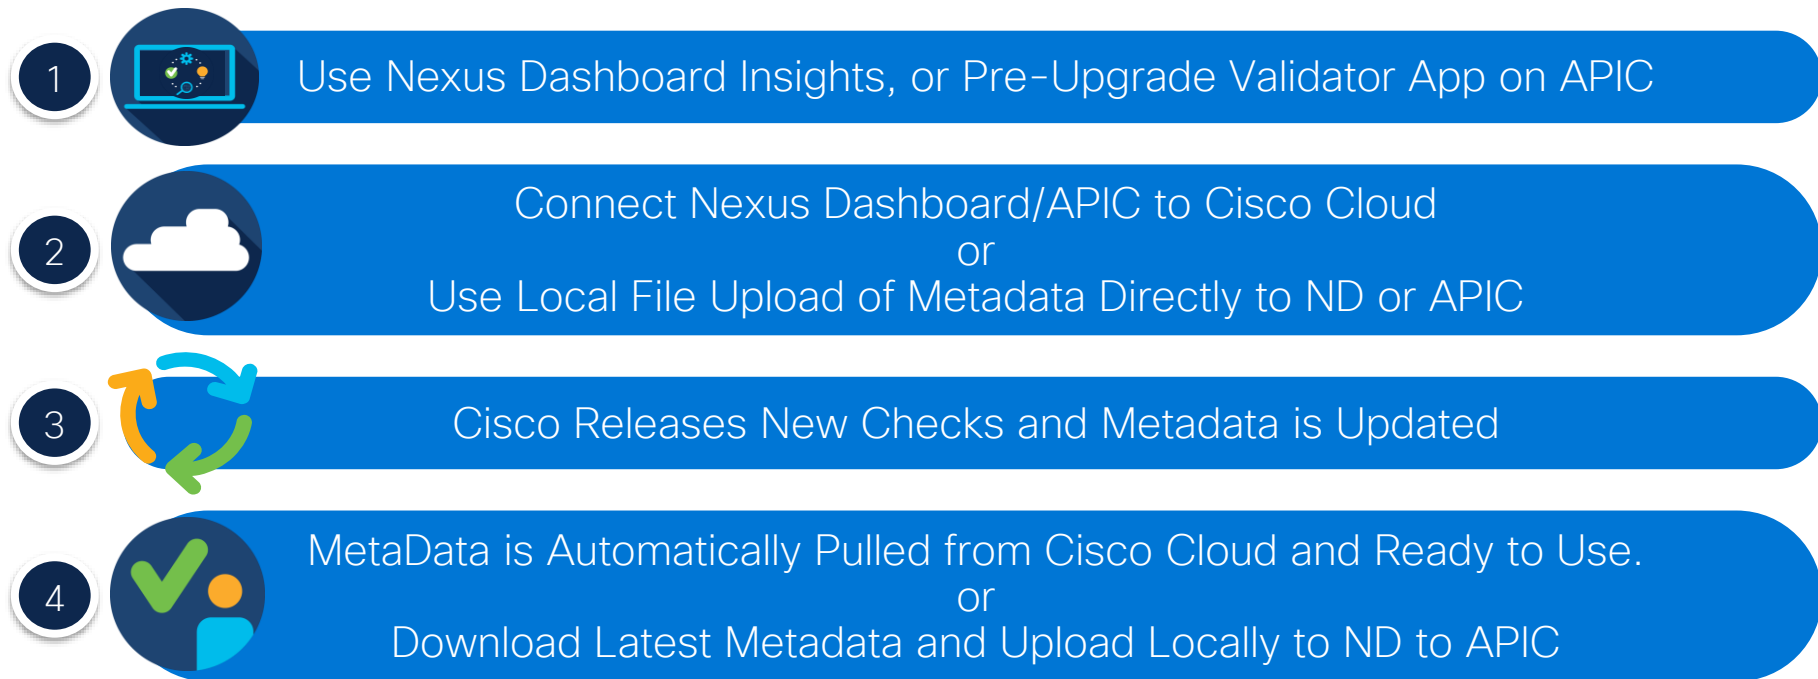 1
Use Nexus Dashboard Insights, or Pre-Upgrade Validator App on APIC
2
Connect Nexus Dashboard/APIC to Cisco Cloud
or
Use Local File Upload of Metadata Directly to ND or APIC
3
Cisco Releases New Checks and Metadata is Updated
4
MetaData is Automatically Pulled from Cisco Cloud and Ready to Use.
or
Download Latest Metadata and Upload Locally to ND to APIC